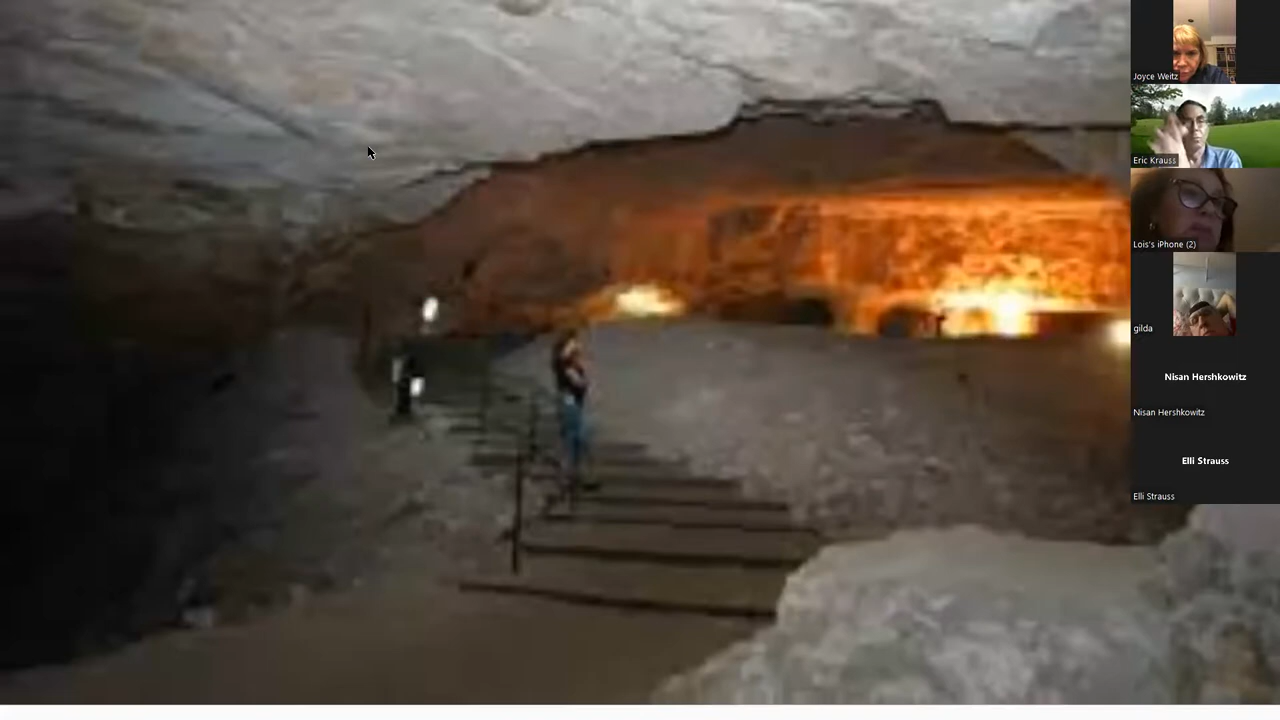 Joyce Weitz
Eric Krauss
Lois's iPhone (2)
gilda
Nisan Hershkowitz
Nisan Hershkowitz
Elli Strauss
Elli Strauss